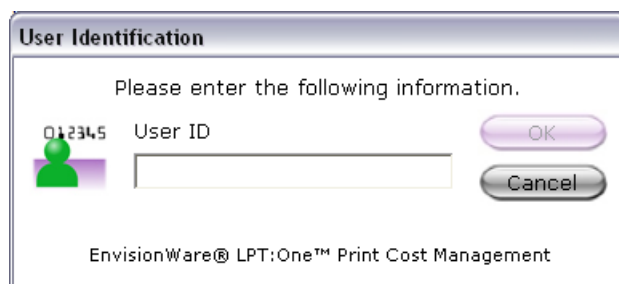 User Identification
Please enter the following information.
012345
User ID
OK
Cancel
EnvisionWare® LPT:One™ Print Cost Management